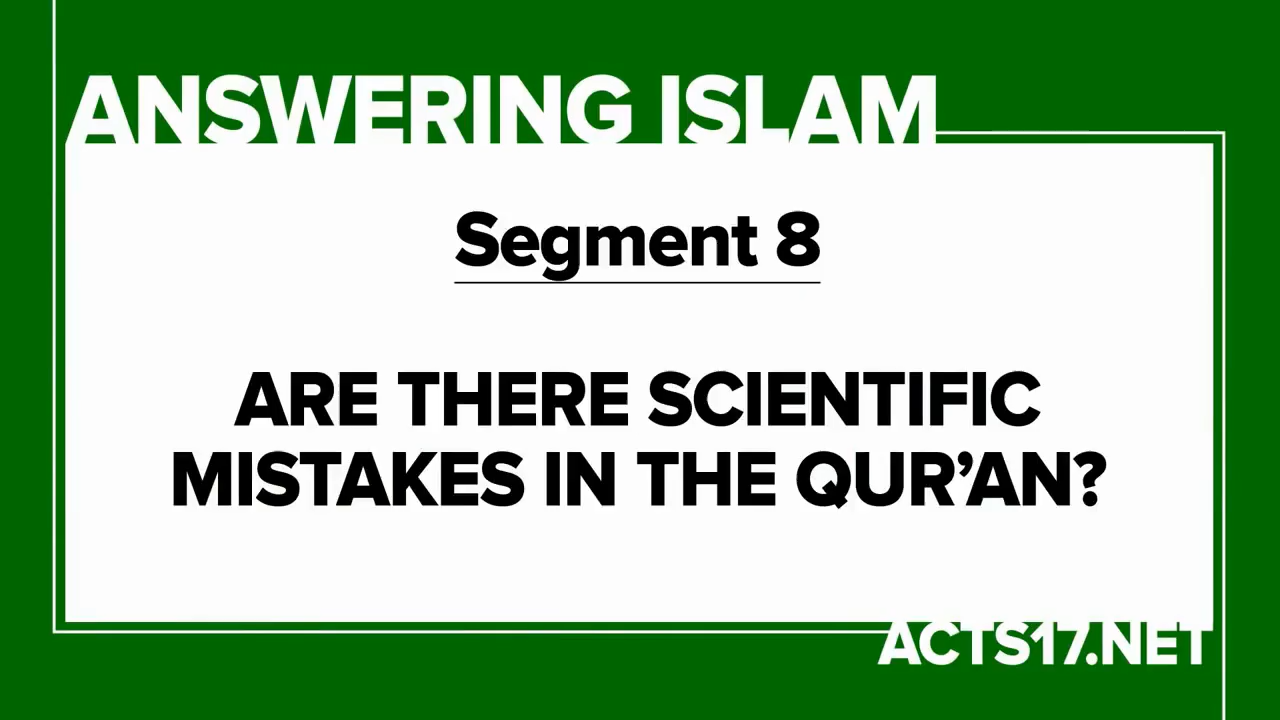 ANSWERING ISLAM
Segment 8
ARE THERE SCIENTIFIC
MISTAKES IN THE QUR’AN?
ACTS17.NET